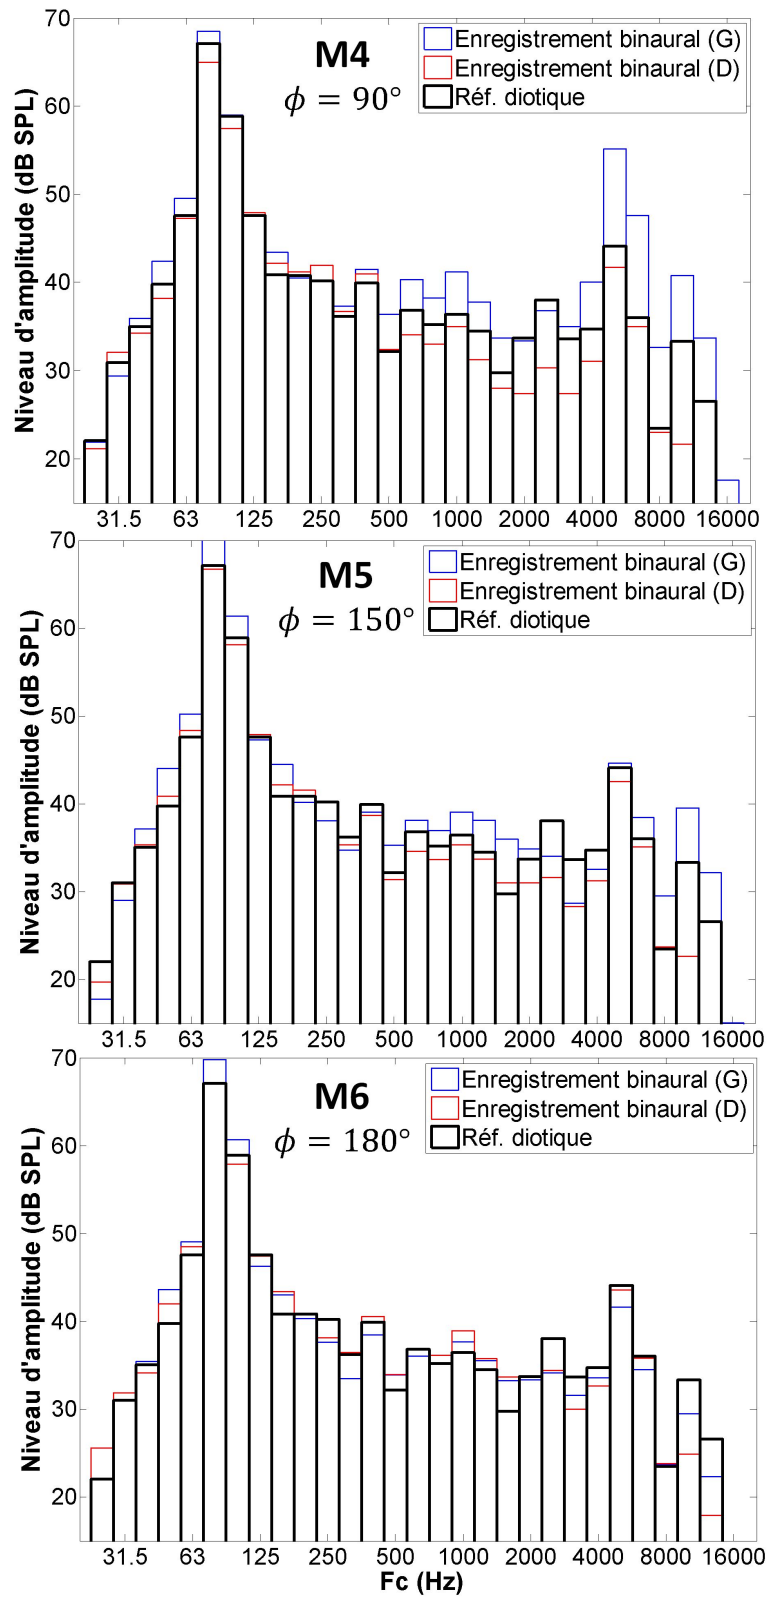 70
60
50
40
30
20
Niveau d'amplitude (dB SPL)
M4
ϕ = 90°
Enregistrement binaural (G)
Enregistrement binaural (D)
Réf. diotique
31.5 63 125 250 500 1000 2000 4000 8000 16000
70
60
50
40
30
20
Niveau d'amplitude (dB SPL)
M5
ϕ = 150°
Enregistrement binaural (G)
Enregistrement binaural (D)
Réf. diotique
31.5 63 125 250 500 1000 2000 4000 8000 16000
70
60
50
40
30
20
Niveau d'amplitude (dB SPL)
M6
ϕ = 180°
Enregistrement binaural (G)
Enregistrement binaural (D)
Réf. diotique
31.5 63 125 250 500 1000 2000 4000 8000 16000
Fc (Hz)